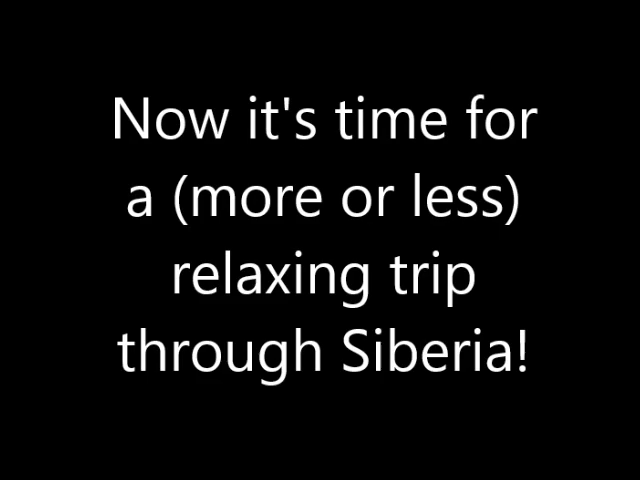 Now it's time for
a (more or less)
relaxing trip
through Siberia!